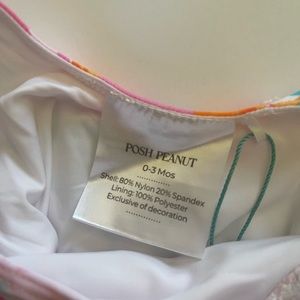 POSH PEANUT
0-3 Mos
Shell: 80% Nylon 20% Spandex
Lining: 100% Polyester
Exclusive of decoration